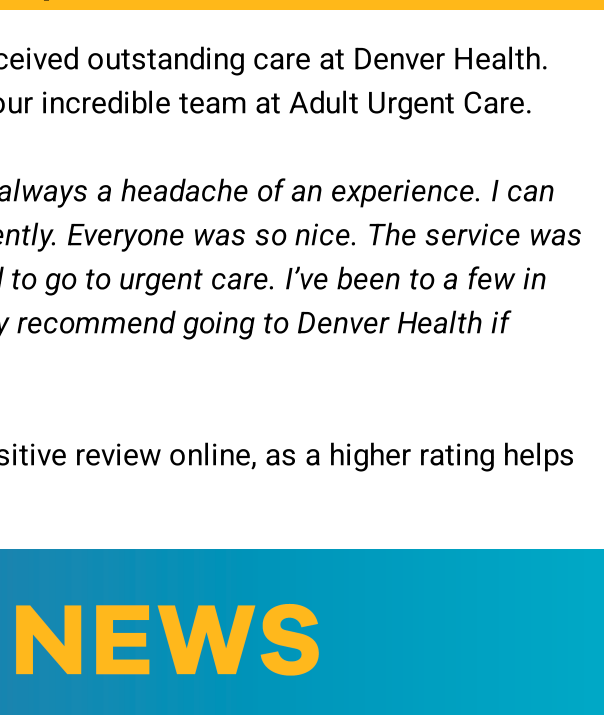 ceived outstanding care at Denver Health.
our incredible team at Adult Urgent Care.
always a headache of an experience. I can
ently. Everyone was so nice. The service was
to go to urgent care. I've been to a few in
y recommend going to Denver Health if
sitive review online, as a higher rating helps
NEWS